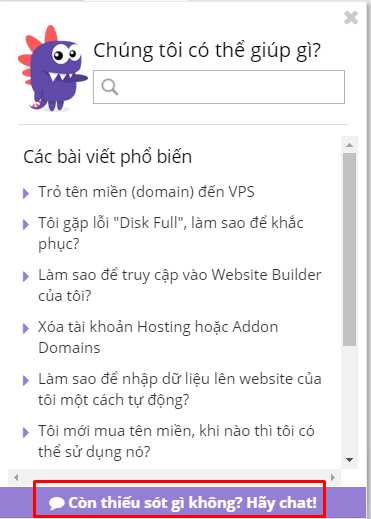 Chúng tôi có thể giúp gì?
Các bài viết phổ biến
Trỏ tên miền (domain) đến VPS
Tôi gặp lỗi "Disk Full", làm sao để khắc
phục?
Làm sao để truy cập vào Website Builder
của tôi?
Xóa tài khoản Hosting hoặc Addon
Domains
Làm sao để nhập dữ liệu lên website của
tôi một cách tự động?
Tôi mới mua tên miền, khi nào thì tôi có
thể sử dụng nó?
Còn thiếu sót gì không? Hãy chat!